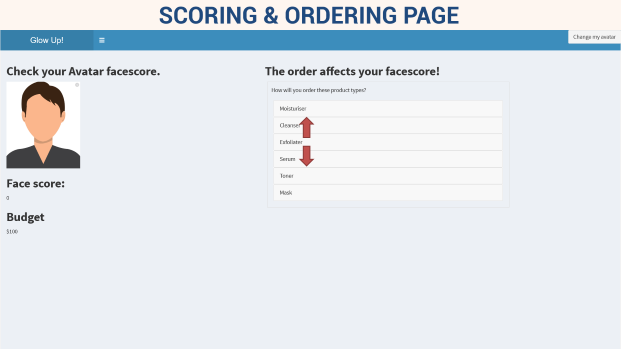 SCORING & ORDERING PAGE
Glow Up!
Change my avatar
Check your Avatar facescore.
Face score:
0
Budget
$100
The order affects your facescore!
How will you order these product types?
Moisturiser
Cleanser
Exfoliater
Serum
Toner
Mask